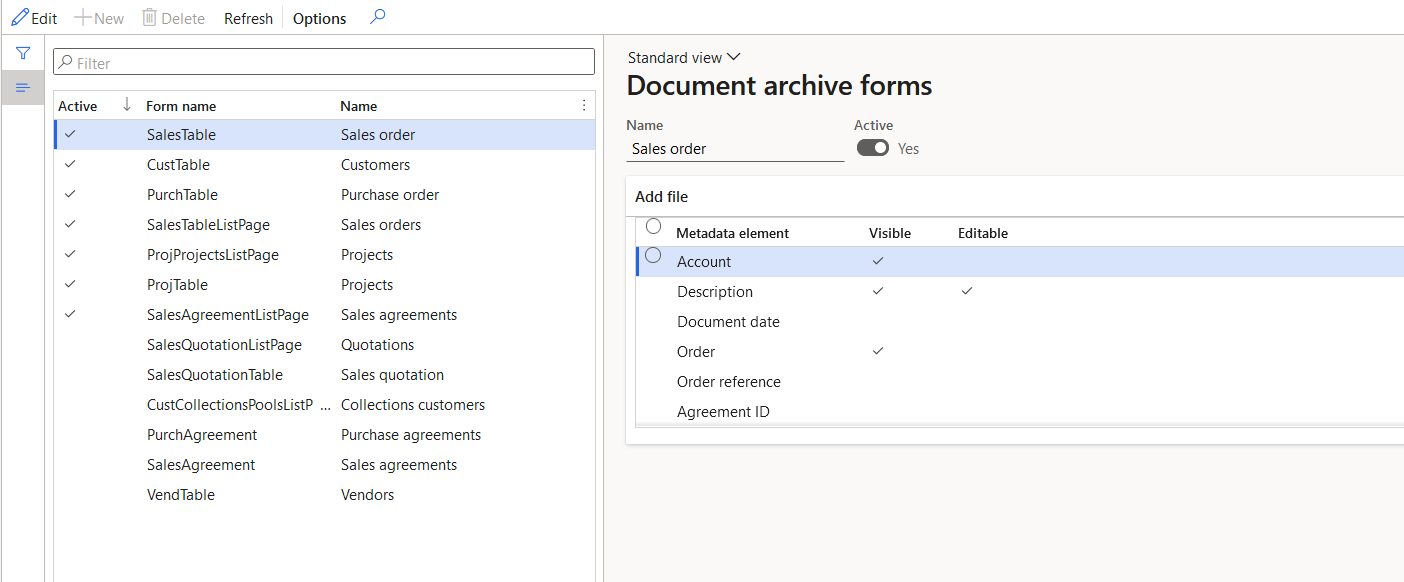 Edit New Delete Refresh Options
Filter
Active Form name Name
SalesTable Sales order
CustTable Customers
PurchTable Purchase order
SalesTableListPage Sales orders
ProjProjectsListPage Projects
ProjTable Projects
SalesAgreementListPage Sales agreements
SalesQuotationListPage Quotations
SalesQuotationTable Sales quotation
CustCollectionsPoolsListP ... Collections customers
PurchAgreement Purchase agreements
SalesAgreement Sales agreements
VendTable Vendors
Standard view
Document archive forms
Name Active
Sales order Yes
Add file
Metadata element Visible Editable
Account
Description
Document date
Order
Order reference
Agreement ID